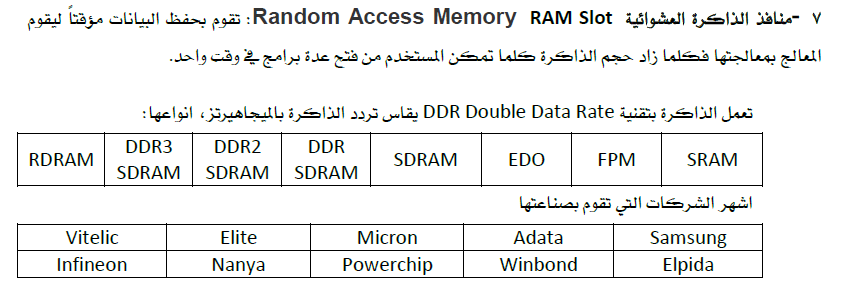 ٧ -منافذ الذاكرة العشوائية Random Access Memory RAM Slot: تقوم بحفظ البيانات مؤقتاً ليقوم
المعالج بمعالجتها فكلما زاد حجم الذاكرة كلما تمكن المستخدم من فتح عدة برامج في وقت واحد.
تعمل الذاكرة بتقنية DDR Double Data Rate يقاس تردد الذاكرة بالميجاهيرتز، انواعها:
RDRAM DDR3 SDRAM DDR2 SDRAM DDR SDRAM SDRAM EDO FPM SRAM
اشهر الشركات التي تقوم بصناعتها
Vitelic Elite Micron Adata Samsung
Infineon Nanya Powerchip Winbond Elpida